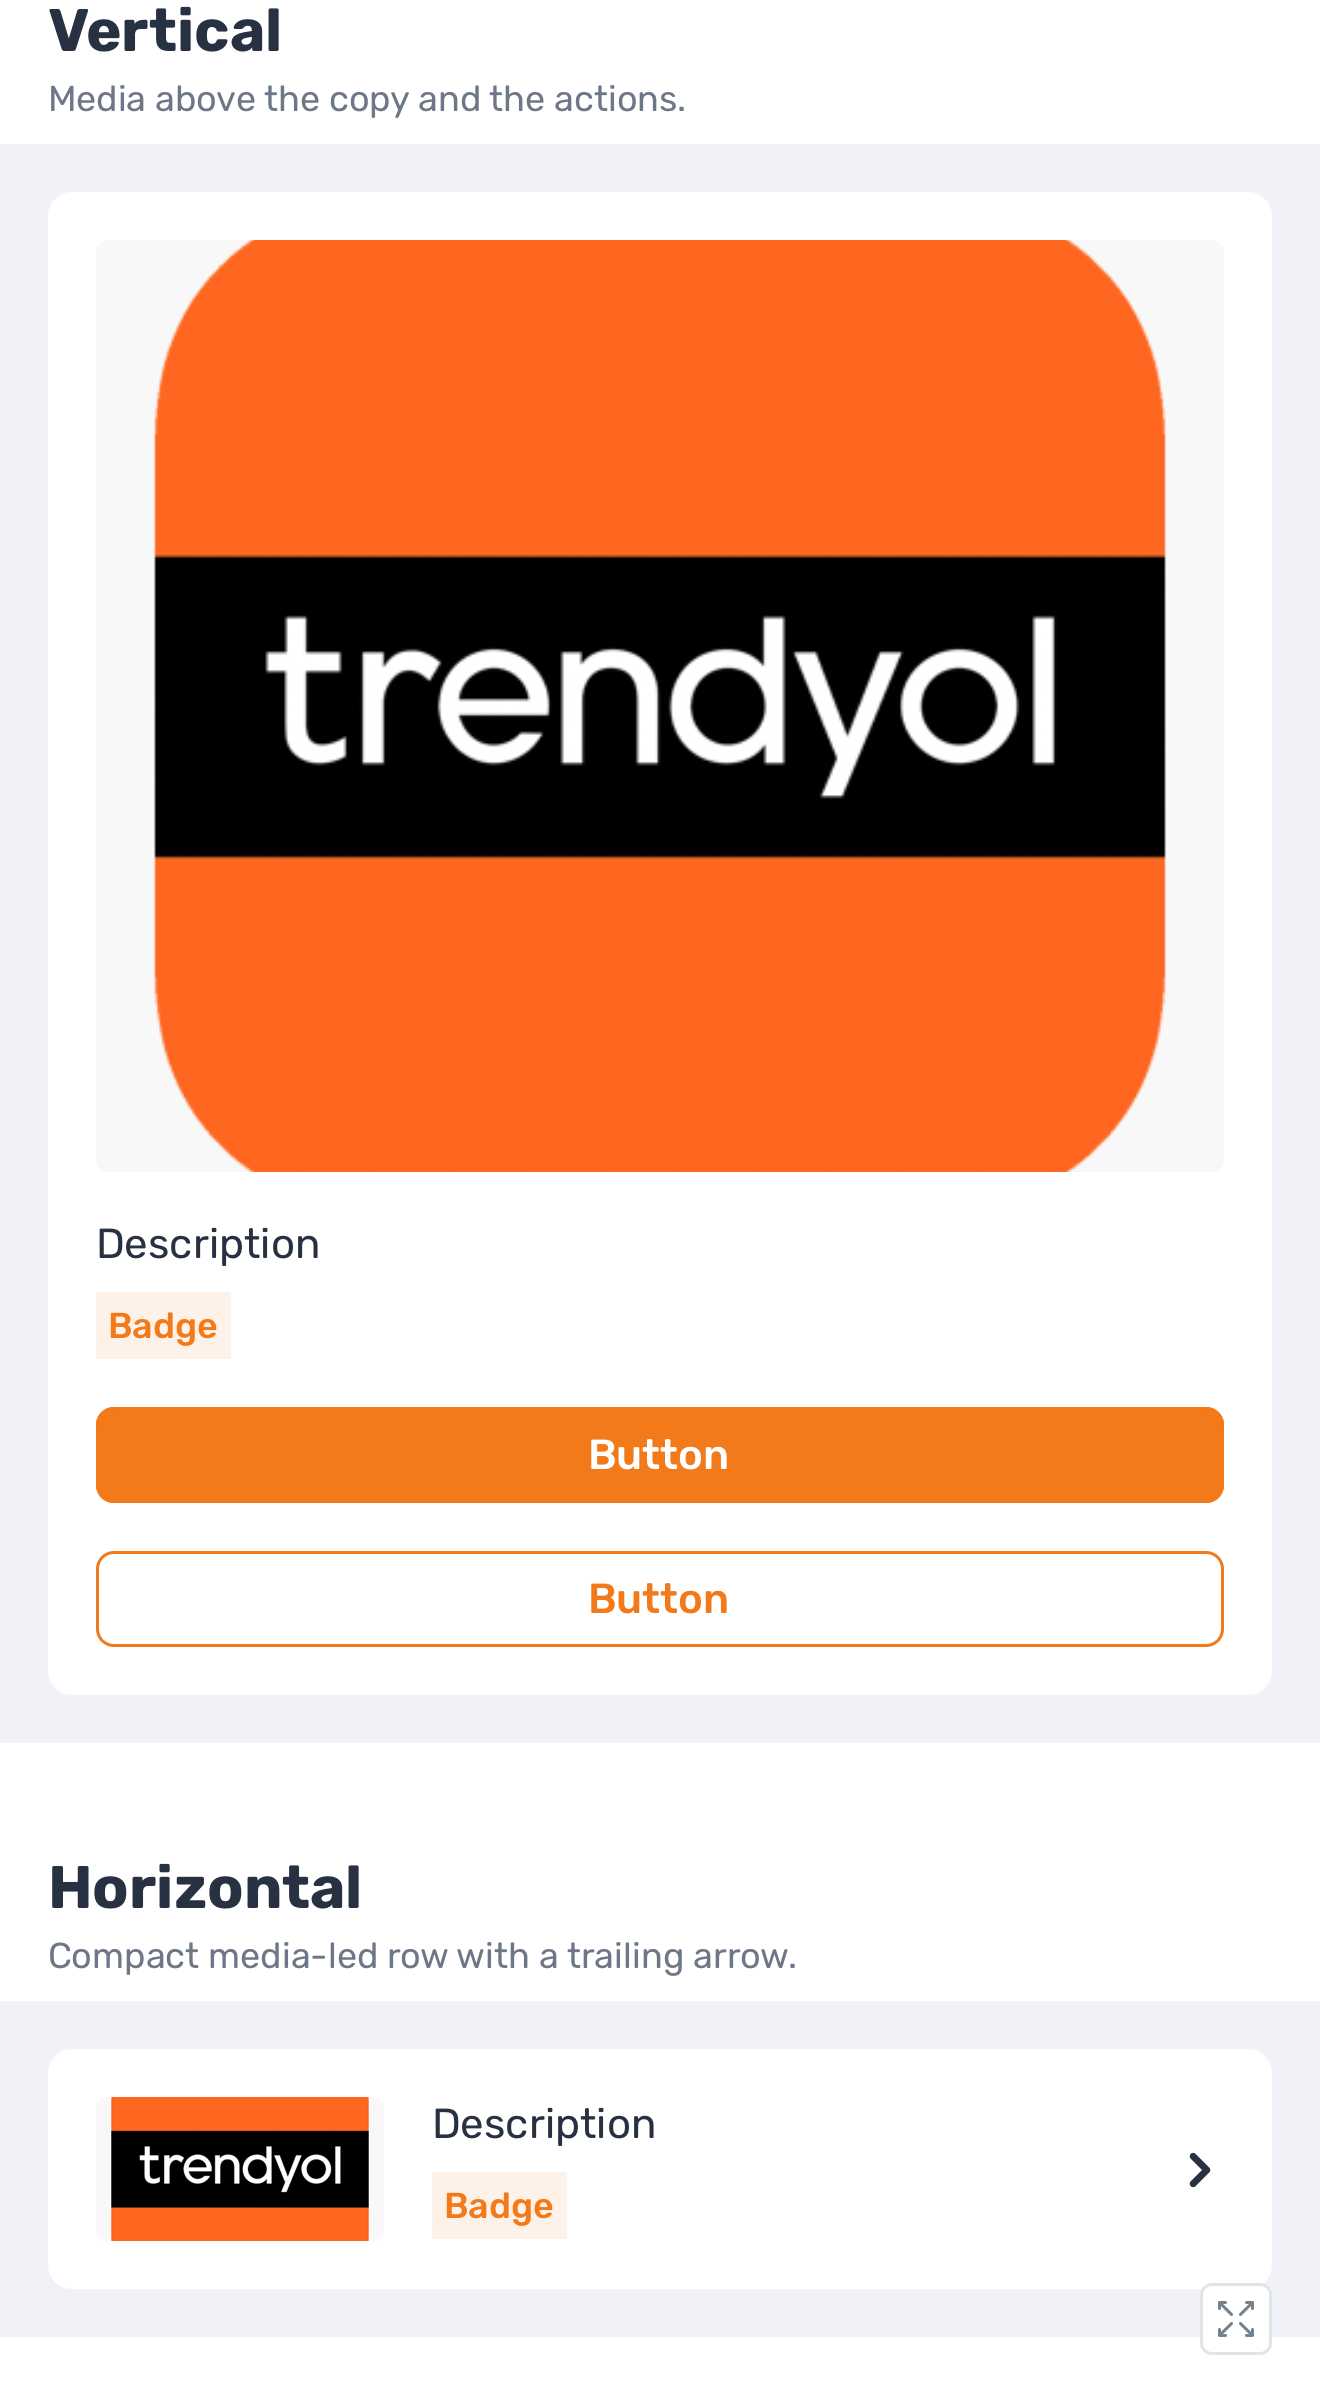 Vertical
Media above the copy and the actions.
trendyol
Description
Badge
Button
Button
Horizontal
Compact media-led row with a trailing arrow.
trendyol
Description
Badge